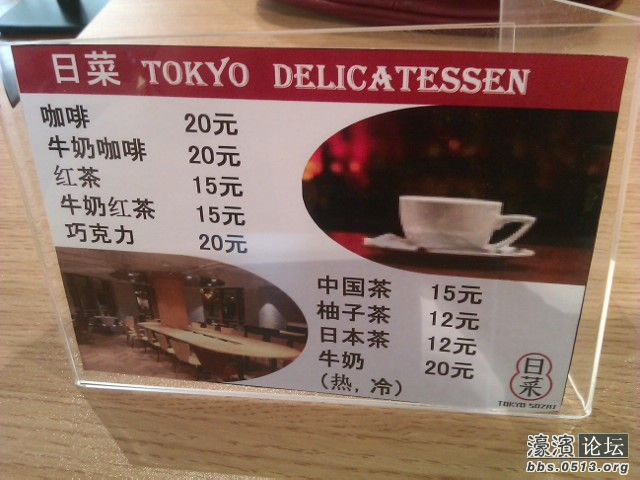 日菜 TOKYO DELICATESSEN
咖啡 20元
牛奶咖啡 20元
红茶 15元
牛奶红茶 15元
巧克力 20元
中国茶 15元
柚子茶 12元
日本茶 12元
牛奶 20元
(热,冷)
日菜
TOKYO SOZAI
濠滨论坛
bbs.0513.org